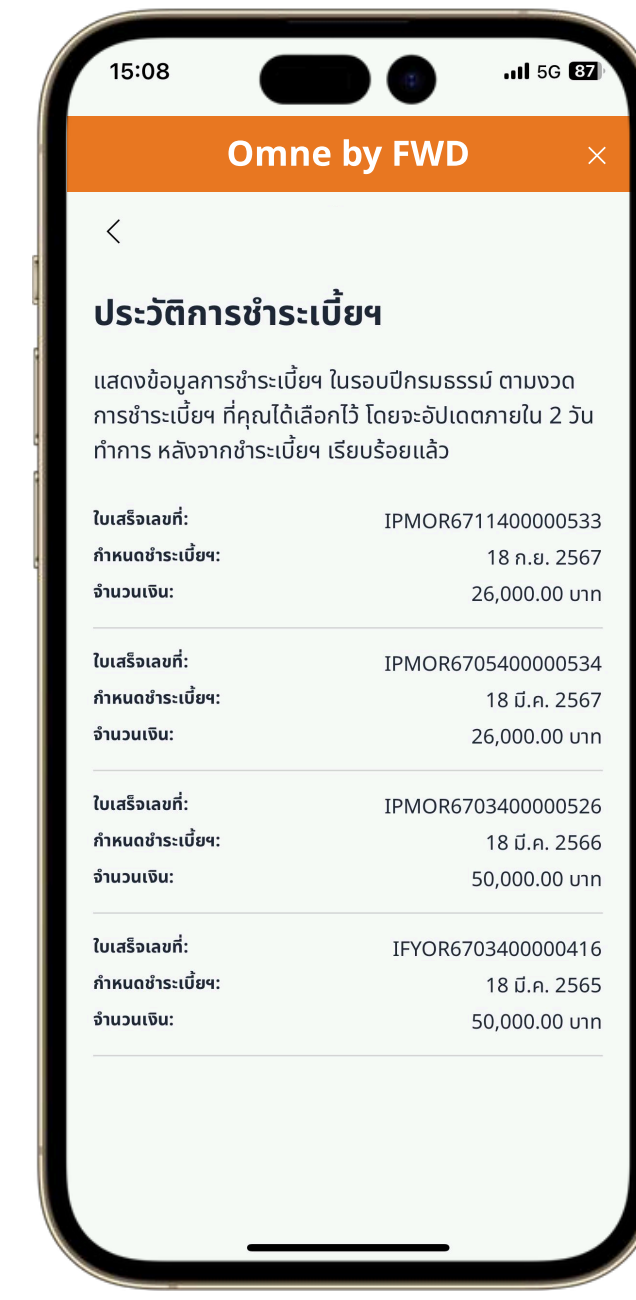 15:08
5G 87
Omne by FWD
ประวัติการชำระเบี้ยฯ
แสดงข้อมูลการชำระเบี้ยฯ ในรอบปีกรมธรรม์ ตามงวด
การชำระเบี้ยฯ ที่คุณได้เลือกไว้ โดยจะอัปเดตภายใน 2 วัน
ทำการ หลังจากชำระเบี้ยฯ เรียบร้อยแล้ว
ใบเสร็จเลขที่: IPMOR6711400000533
กำหนดชำระเบี้ยฯ: 18 ก.ย. 2567
จำนวนเงิน: 26,000.00 บาท
ใบเสร็จเลขที่: IPMOR6705400000534
กำหนดชำระเบี้ยฯ: 18 มี.ค. 2567
จำนวนเงิน: 26,000.00 บาท
ใบเสร็จเลขที่: IPMOR6703400000526
กำหนดชำระเบี้ยฯ: 18 มี.ค. 2566
จำนวนเงิน: 50,000.00 บาท
ใบเสร็จเลขที่: IFYOR6703400000416
กำหนดชำระเบี้ยฯ: 18 มี.ค. 2565
จำนวนเงิน: 50,000.00 บาท